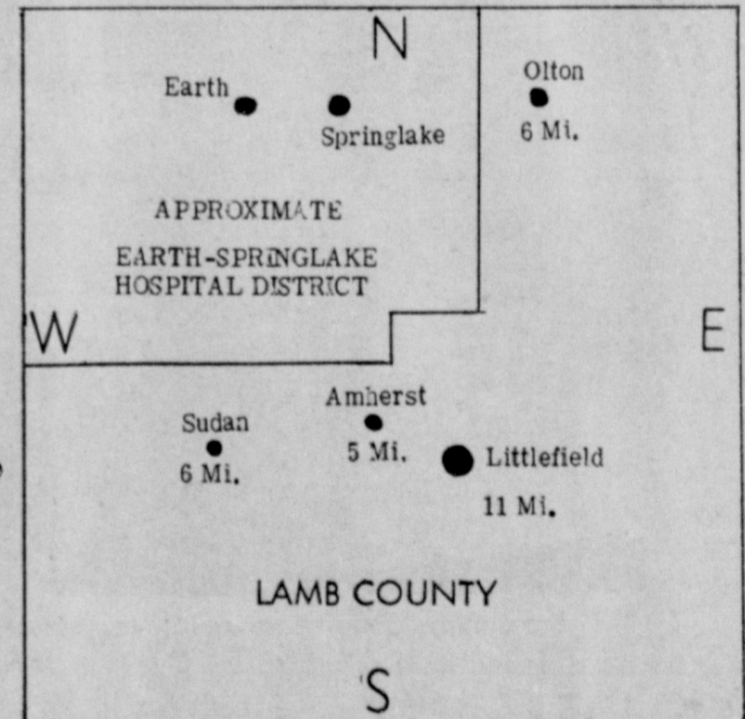 N
Earth
Olton
Springlake
6 Mi.
APPROXIMATE
EARTH-SPRINGLAKE
HOSPITAL DISTRICT
W
E
Amherst
Sudan
5 Mi.
Littlefield
6 Mi.
11 Mi.
LAMB COUNTY
S